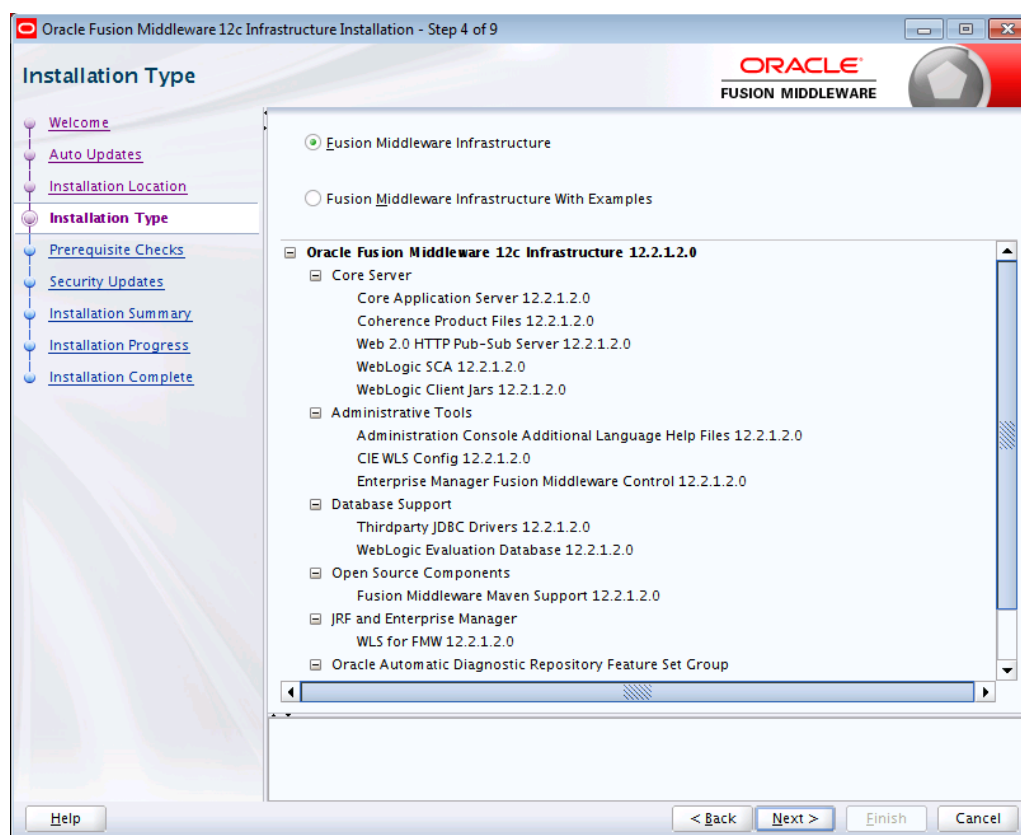 Oracle Fusion Middleware 12c Infrastructure Installation - Step 4 of 9
Installation Type
ORACLE
FUSION MIDDLEWARE
Welcome
Auto Updates
Installation Location
Installation Type
Prerequisite Checks
Security Updates
Installation Summary
Installation Progress
Installation Complete
Fusion Middleware Infrastructure
Fusion Middleware Infrastructure With Examples
Oracle Fusion Middleware 12c Infrastructure 12.2.1.2.0
Core Server
Core Application Server 12.2.1.2.0
Coherence Product Files 12.2.1.2.0
Web 2.0 HTTP Pub-Sub Server 12.2.1.2.0
WebLogic SCA 12.2.1.2.0
WebLogic Client Jars 12.2.1.2.0
Administrative Tools
Administration Console Additional Language Help Files 12.2.1.2.0
CIE WLS Config 12.2.1.2.0
Enterprise Manager Fusion Middleware Control 12.2.1.2.0
Database Support
Thirdparty JDBC Drivers 12.2.1.2.0
WebLogic Evaluation Database 12.2.1.2.0
Open Source Components
Fusion Middleware Maven Support 12.2.1.2.0
JRF and Enterprise Manager
WLS for FMW 12.2.1.2.0
Oracle Automatic Diagnostic Repository Feature Set Group
Help
< Back
Next >
Finish
Cancel